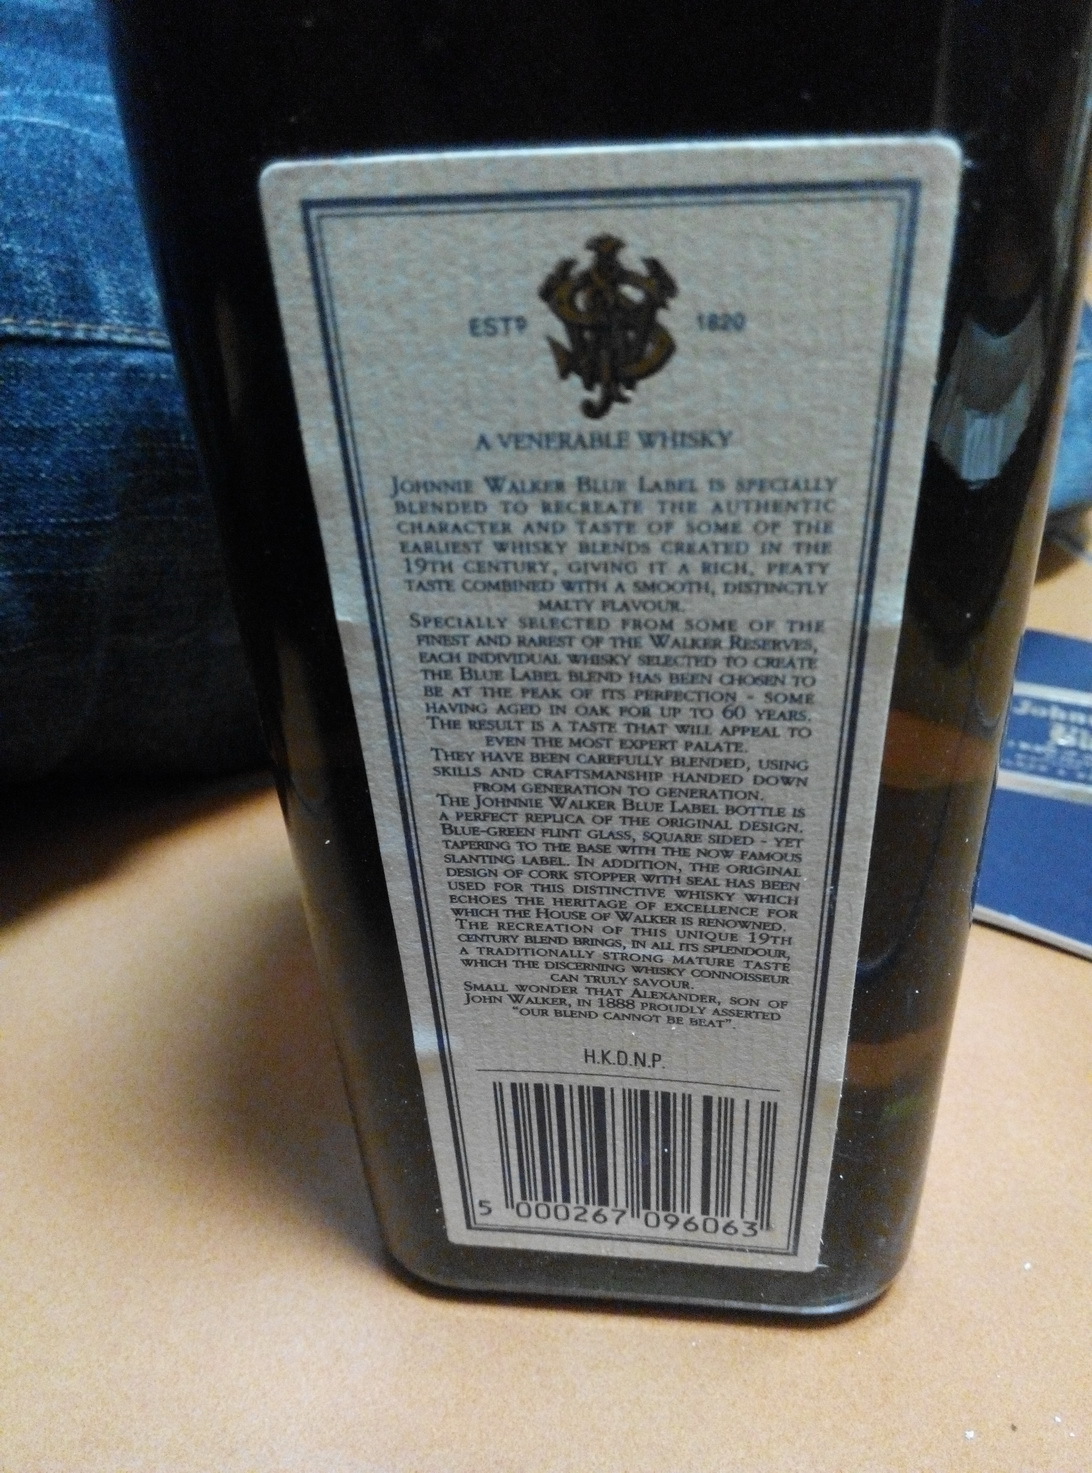 ESTD 1820
A VENERABLE WHISKY
JOHNNIE WALKER BLUE LABEL IS SPECIALLY
BLENDED TO RECREATE THE AUTHENTIC
CHARACTER AND TASTE OF SOME OF THE
EARLIEST WHISKY BLENDS CREATED IN THE
19TH CENTURY, GIVING IT A RICH, PEATY
TASTE COMBINED WITH A SMOOTH, DISTINCTLY
MALTY FLAVOUR.
SPECIALLY SELECTED FROM SOME OF THE
FINEST AND RAREST OF THE WALKER RESERVES,
EACH INDIVIDUAL WHISKY SELECTED TO CREATE
THE BLUE LABEL BLEND HAS BEEN CHOSEN TO
BE AT THE PEAK OF ITS PERFECTION - SOME
HAVING AGED IN OAK FOR UP TO 60 YEARS.
THE RESULT IS A TASTE THAT WILL APPEAL TO
EVEN THE MOST EXPERT PALATE.
THEY HAVE BEEN CAREFULLY BLENDED, USING
SKILLS AND CRAFTSMANSHIP HANDED DOWN
FROM GENERATION TO GENERATION.
THE JOHNNIE WALKER BLUE LABEL BOTTLE IS
A PERFECT REPLICA OF THE ORIGINAL DESIGN.
BLUE-GREEN FLINT GLASS, SQUARE SIDED - YET
TAPERING TO THE BASE WITH THE NOW FAMOUS
SLANTING LABEL. IN ADDITION, THE ORIGINAL
DESIGN OF CORK STOPPER WITH SEAL HAS BEEN
USED FOR THIS DISTINCTIVE WHISKY WHICH
ECHOES THE HERITAGE OF EXCELLENCE FOR
WHICH THE HOUSE OF WALKER IS RENOWNED.
THE RECREATION OF THIS UNIQUE 19TH
CENTURY BLEND BRINGS, IN ALL ITS SPLENDOUR,
A TRADITIONALLY STRONG MATURE TASTE
WHICH THE DISCERNING WHISKY CONNOISSEUR
CAN TRULY SAVOUR.
SMALL WONDER THAT ALEXANDER, SON OF
JOHN WALKER, IN 1888 PROUDLY ASSERTED
"OUR BLEND CANNOT BE BEAT".
H.K.D.N.P.
5 000267 096063